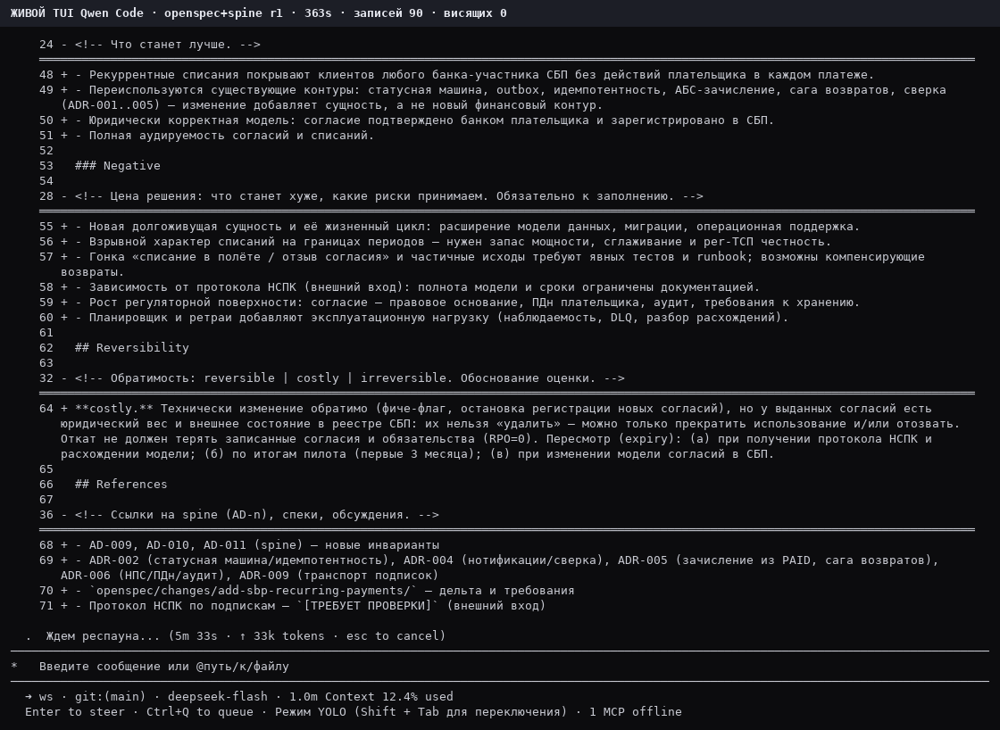 ЖИВОЙ TUI Qwen Code · openspec+spine r1 · 363s · записей 90 · висящих 0
24 - <!-- Что станет лучше. -->
48 + - Рекуррентные списания покрывают клиентов любого банка-участника СБП без действий плательщика в каждом платеже.
49 + - Переиспользуются существующие контуры: статусная машина, outbox, идемпотентность, АБС-зачисление, сага возвратов, сверка
(ADR-001..005) — изменение добавляет сущность, а не новый финансовый контур.
50 + - Юридически корректная модель: согласие подтверждено банком плательщика и зарегистрировано в СБП.
51 + - Полная аудируемость согласий и списаний.
52
53   ### Negative
54
28 - <!-- Цена решения: что станет хуже, какие риски принимаем. Обязательно к заполнению. -->
55 + - Новая долгоживущая сущность и её жизненный цикл: расширение модели данных, миграции, операционная поддержка.
56 + - Взрывной характер списаний на границах периодов — нужен запас мощности, сглаживание и per-ТСП честность.
57 + - Гонка «списание в полёте / отзыв согласия» и частичные исходы требуют явных тестов и runbook; возможны компенсирующие
возвраты.
58 + - Зависимость от протокола НСПК (внешний вход): полнота модели и сроки ограничены документацией.
59 + - Рост регуляторной поверхности: согласие — правовое основание, ПДн плательщика, аудит, требования к хранению.
60 + - Планировщик и ретраи добавляют эксплуатационную нагрузку (наблюдаемость, DLQ, разбор расхождений).
61
62   ## Reversibility
63
32 - <!-- Обратимость: reversible | costly | irreversible. Обоснование оценки. -->
64 + **costly.** Технически изменение обратимо (фиче-флаг, остановка регистрации новых согласий), но у выданных согласий есть
юридический вес и внешнее состояние в реестре СБП: их нельзя «удалить» — можно только прекратить использование и/или отозвать.
Откат не должен терять записанные согласия и обязательства (RPO=0). Пересмотр (expiry): (а) при получении протокола НСПК и
расхождении модели; (б) по итогам пилота (первые 3 месяца); (в) при изменении модели согласий в СБП.
65
66   ## References
67
36 - <!-- Ссылки на spine (AD-n), спеки, обсуждения. -->
68 + - AD-009, AD-010, AD-011 (spine) — новые инварианты
69 + - ADR-002 (статусная машина/идемпотентность), ADR-004 (нотификации/сверка), ADR-005 (зачисление из PAID, сага возвратов),
ADR-006 (НПС/ПДн/аудит), ADR-009 (транспорт подписок)
70 + - `openspec/changes/add-sbp-recurring-payments/` — дельта и требования
71 + - Протокол НСПК по подпискам — `[ТРЕБУЕТ ПРОВЕРКИ]` (внешний вход)
.  Ждем респауна... (5m 33s · ↑ 33k tokens · esc to cancel)
*   Введите сообщение или @путь/к/файлу
➜ ws · git:(main) · deepseek-flash · 1.0m Context 12.4% used
Enter to steer · Ctrl+Q to queue · Режим YOLO (Shift + Tab для переключения) · 1 MCP offline